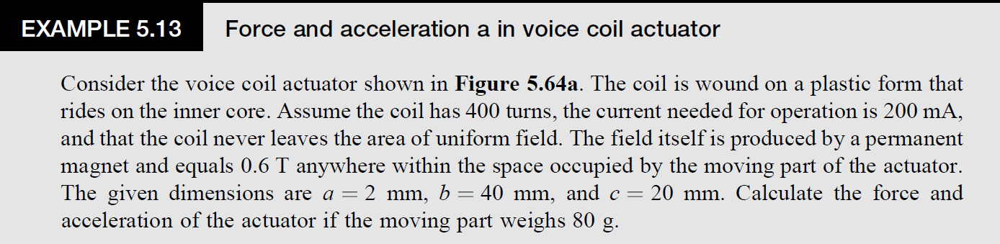 EXAMPLE 5.13 Force and acceleration a in voice coil actuator
Consider the voice coil actuator shown in Figure 5.64a. The coil is wound on a plastic form that
rides on the inner core. Assume the coil has 400 turns, the current needed for operation is 200 mA,
and that the coil never leaves the area of uniform field. The field itself is produced by a permanent
magnet and equals 0.6 T anywhere within the space occupied by the moving part of the actuator.
The given dimensions are a = 2 mm, b = 40 mm, and c = 20 mm. Calculate the force and
acceleration of the actuator if the moving part weighs 80 g.